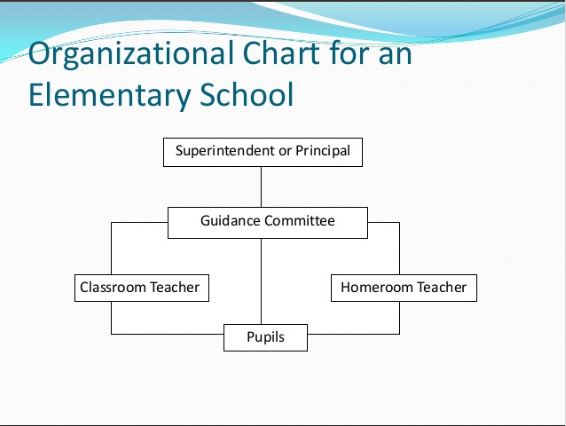 Organizational Chart for an
Elementary School
Superintendent or Principal
Guidance Committee
Classroom Teacher
Homeroom Teacher
Pupils